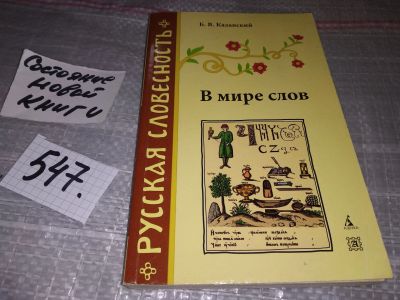 Состояние
новой
книги
547.
РУССКАЯ СЛОВЕСНОСТЬ
Б. В. Казанский
В мире слов